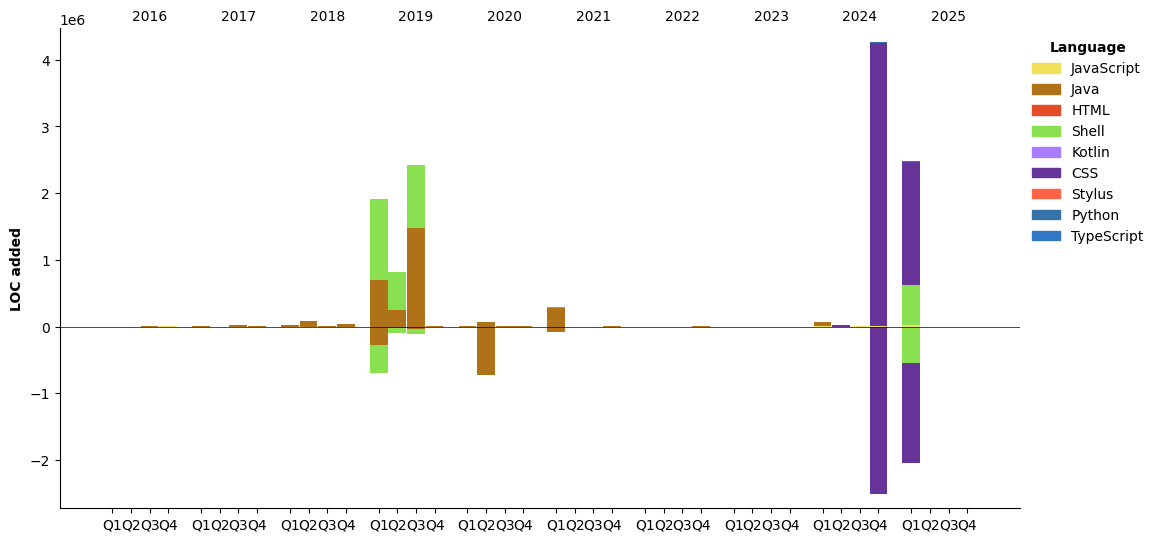 2016 2017 2018 2019 2020 2021 2022 2023 2024 2025
1e6
4
3
2
1
0
−1
−2
LOC added
Q1Q2Q3Q4 Q1Q2Q3Q4 Q1Q2Q3Q4 Q1Q2Q3Q4 Q1Q2Q3Q4 Q1Q2Q3Q4 Q1Q2Q3Q4 Q1Q2Q3Q4 Q1Q2Q3Q4 Q1Q2Q3Q4
Language
JavaScript
Java
HTML
Shell
Kotlin
CSS
Stylus
Python
TypeScript